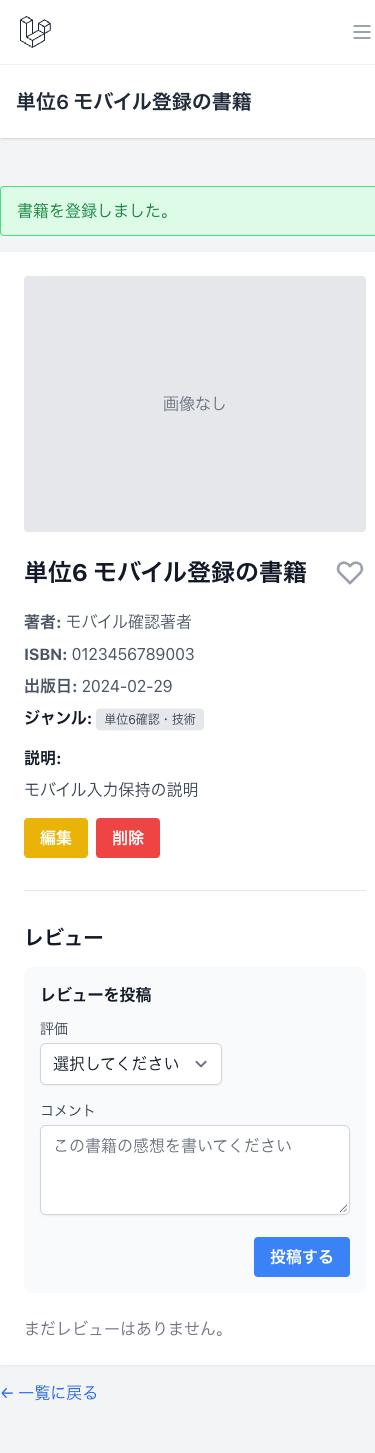 単位6 モバイル登録の書籍
書籍を登録しました。
画像なし
単位6 モバイル登録の書籍
著者: モバイル確認著者
ISBN: 0123456789003
出版日: 2024-02-29
ジャンル: 単位6確認・技術
説明:
モバイル入力保持の説明
編集 削除
レビュー
レビューを投稿
評価
選択してください
コメント
この書籍の感想を書いてください
投稿する
まだレビューはありません。
← 一覧に戻る